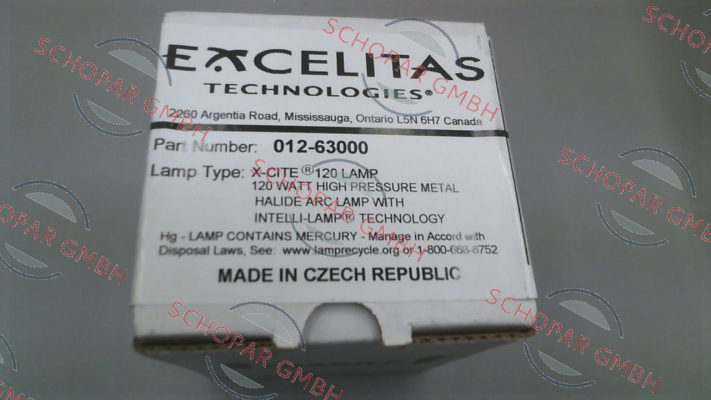 EXCELITAS
TECHNOLOGIES®
2260 Argentia Road, Mississauga, Ontario L5N 6H7 Canada
Part Number: 012-63000
Lamp Type: X-CITE® 120 LAMP
120 WATT HIGH PRESSURE METAL
HALIDE ARC LAMP WITH
INTELLI-LAMP® TECHNOLOGY
Hg - LAMP CONTAINS MERCURY - Manage in Accord with
Disposal Laws, See: www.lamprecycle.org or 1-800-668-8752
MADE IN CZECH REPUBLIC
SCHOPAR GMBH
SCHOPAR GMBH
SCHOPAR GMBH
SCHOPAR GMBH
SCHOPAR GMBH
SCHOPAR GMBH
SCHOPAR GMBH